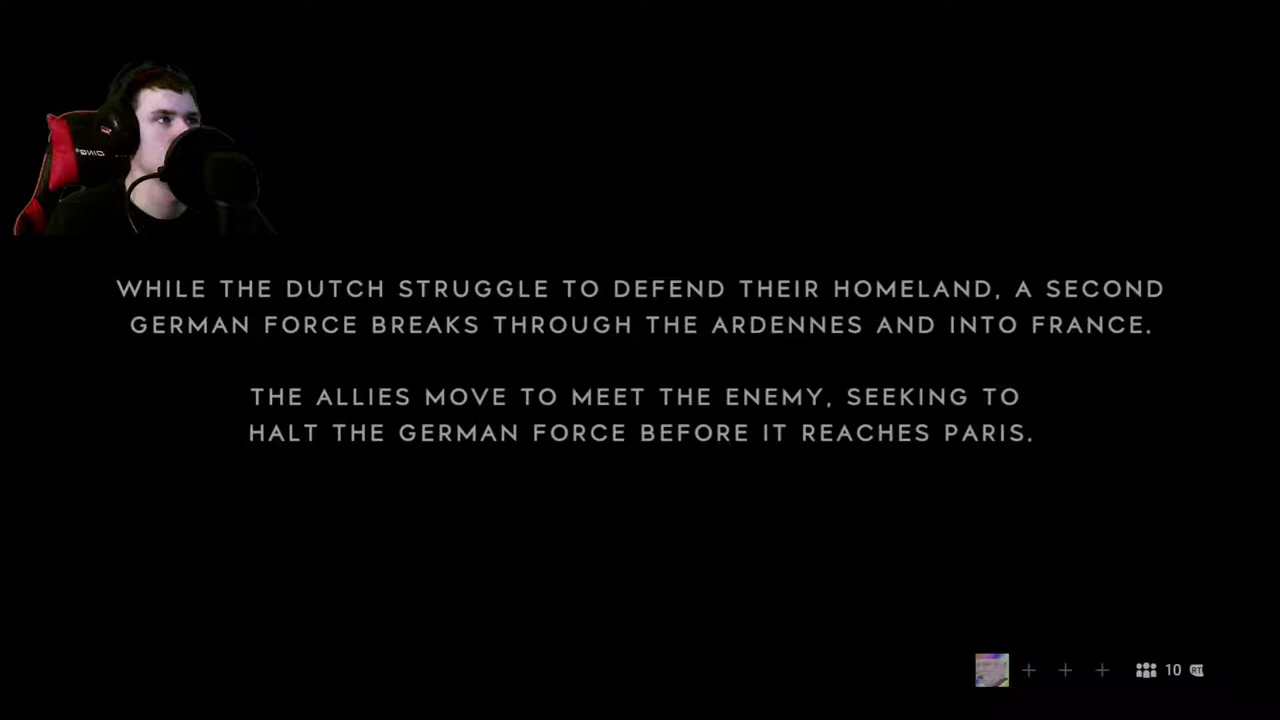 WHILE THE DUTCH STRUGGLE TO DEFEND THEIR HOMELAND, A SECOND
GERMAN FORCE BREAKS THROUGH THE ARDENNES AND INTO FRANCE.
THE ALLIES MOVE TO MEET THE ENEMY, SEEKING TO
HALT THE GERMAN FORCE BEFORE IT REACHES PARIS.
10